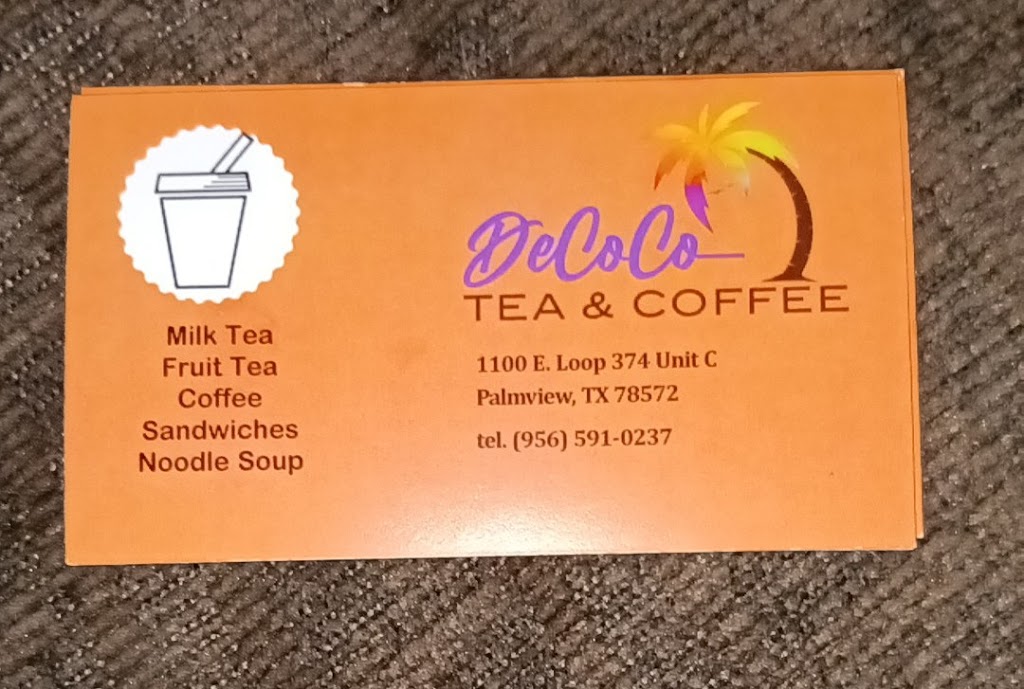 Milk Tea
Fruit Tea
Coffee
Sandwiches
Noodle Soup
DeCoCo
TEA & COFFEE
1100 E. Loop 374 Unit C
Palmview, TX 78572
tel. (956) 591-0237